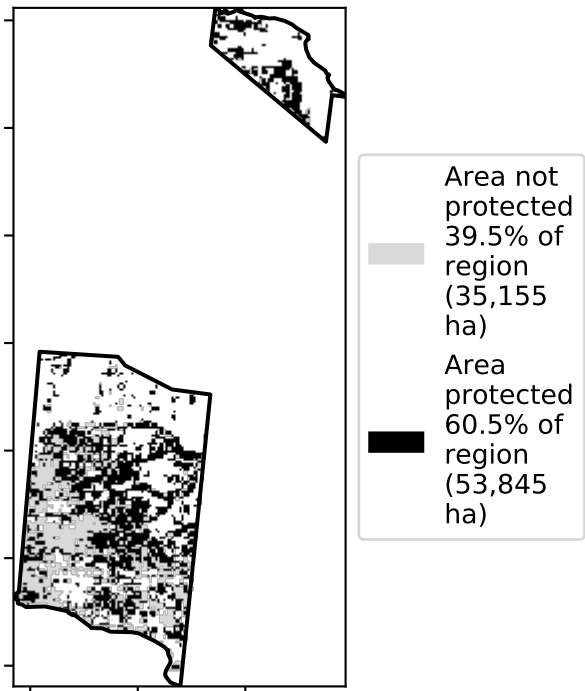 Area not
protected
39.5% of
region
(35,155
ha)
Area
protected
60.5% of
region
(53,845
ha)